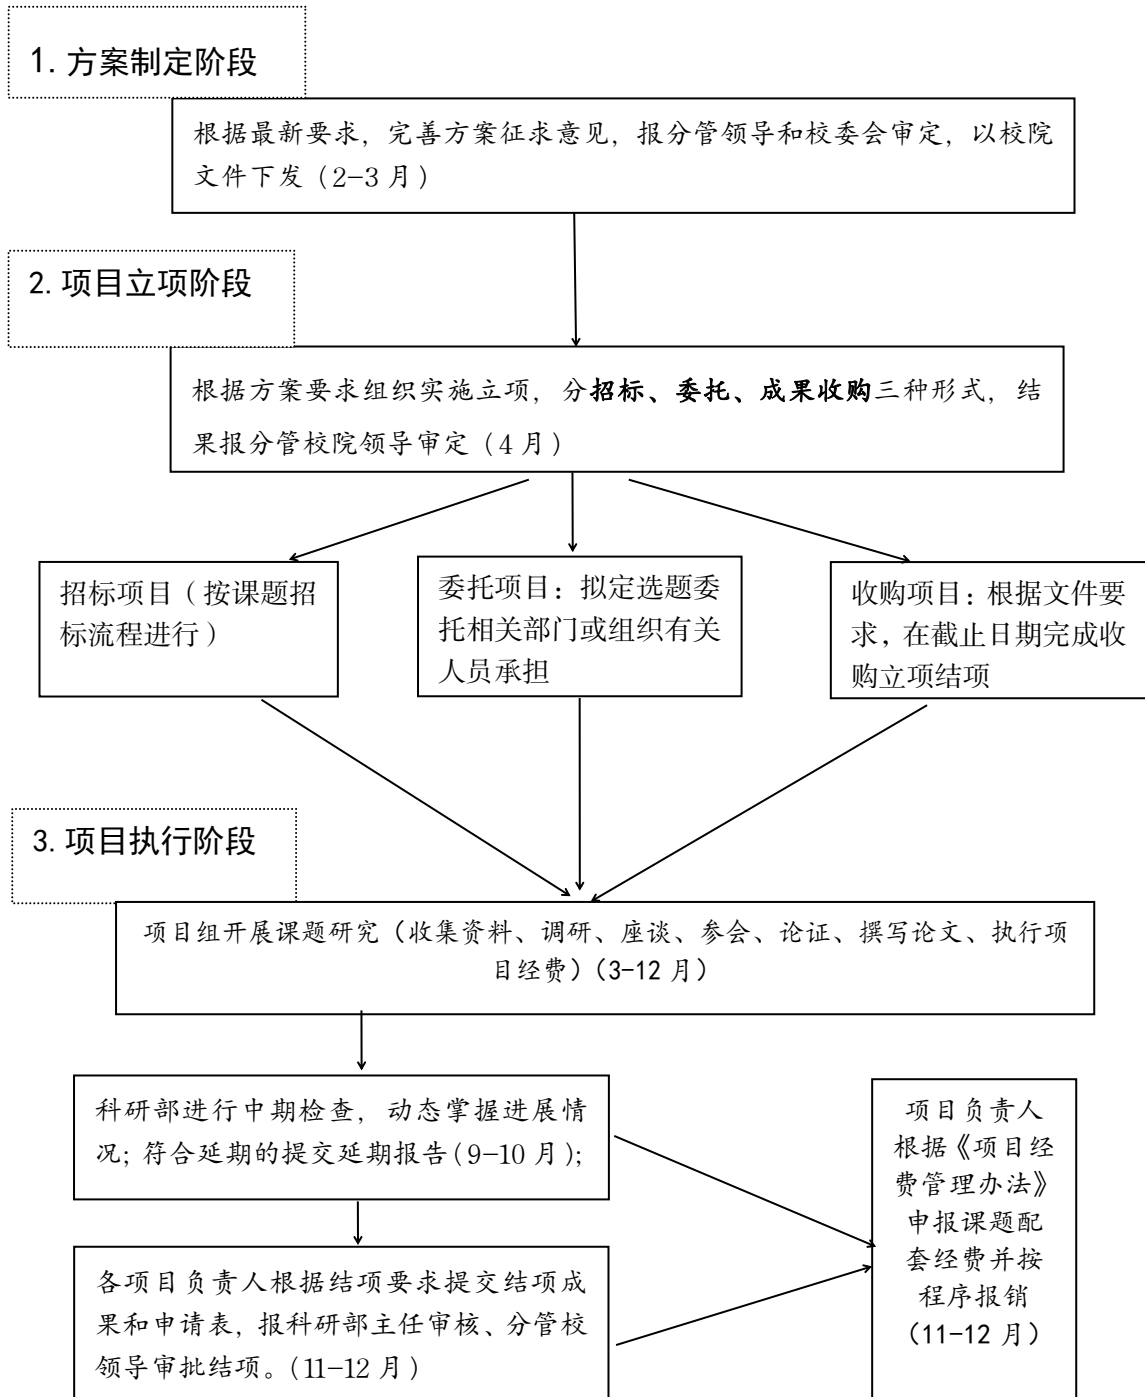 1.方案制定阶段
根据最新要求，完善方案征求意见，报分管领导和校委会审定，以校院
文件下发（2-3月）
2.项目立项阶段
根据方案要求组织实施立项，分招标、委托、成果收购三种形式，结
果报分管校院领导审定（4月）
招标项目（按课题招
标流程进行）
委托项目：拟定选题委
托相关部门或组织有关
人员承担
收购项目：根据文件要
求，在截止日期完成收
购立项结项
3.项目执行阶段
项目组开展课题研究（收集资料、调研、座谈、参会、论证、撰写论文、执行项
目经费）（3-12月）
科研部进行中期检查，动态掌握进展情
况；符合延期的提交延期报告（9-10月）；
各项目负责人根据结项要求提交结项成
果和申请表，报科研部主任审核、分管校
领导审批结项。（11-12月）
项目负责人
根据《项目经
费管理办法》
申报课题配
套经费并按
程序报销
（11-12月）